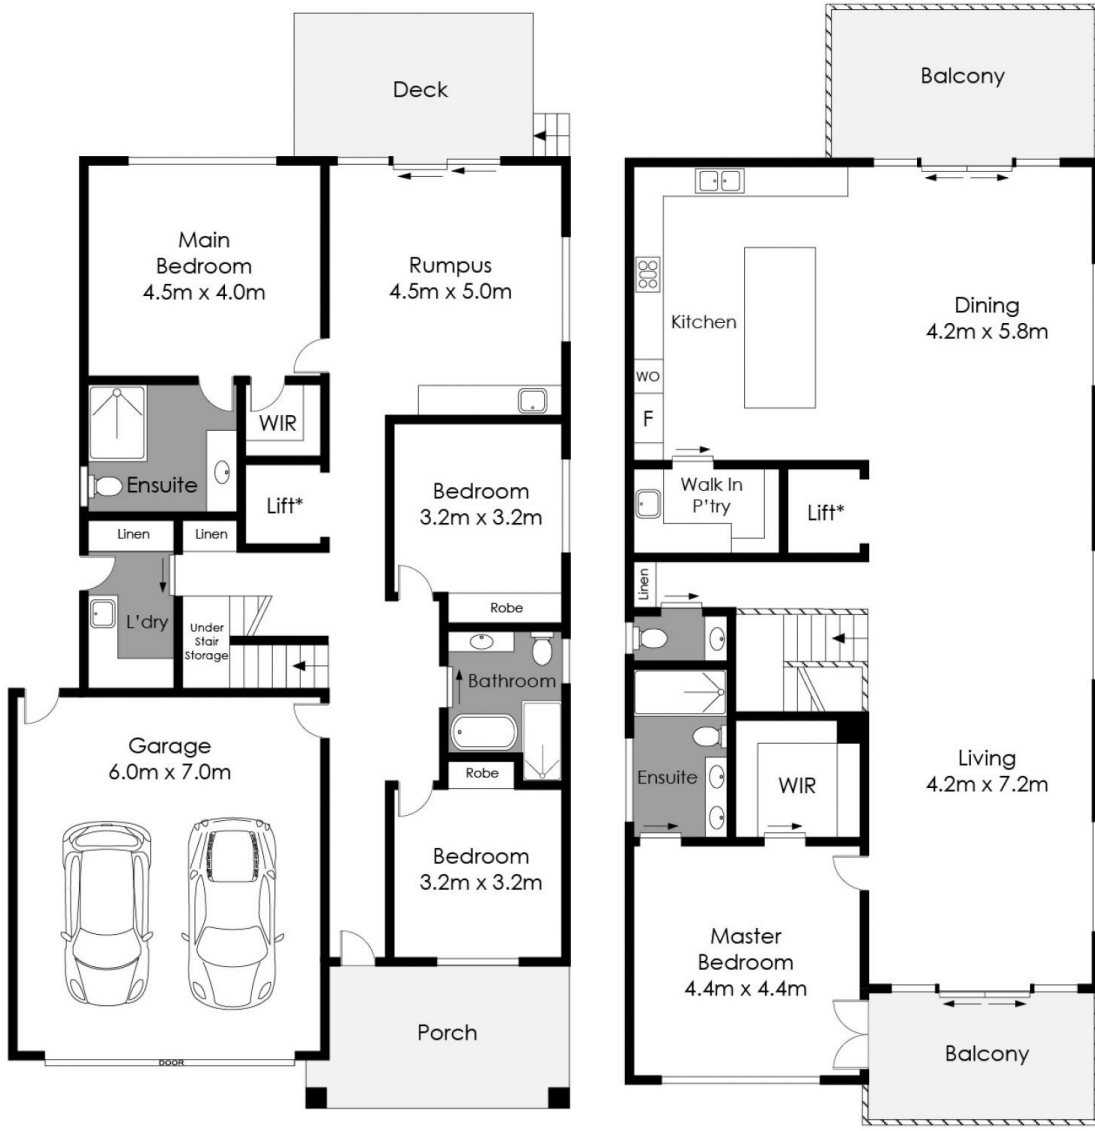 Deck
Main
Bedroom
4.5m x 4.0m
Rumpus
4.5m x 5.0m
WIR
Ensuite
Lift*
Bedroom
3.2m x 3.2m
Linen
Linen
L'dry
Under
Stair
Storage
Robe
Bathroom
Garage
6.0m x 7.0m
Robe
Bedroom
3.2m x 3.2m
Porch
DOOR
Balcony
Kitchen
Dining
4.2m x 5.8m
WO
F
Walk In
P'try
Lift*
Linen
Ensuite
WIR
Living
4.2m x 7.2m
Master
Bedroom
4.4m x 4.4m
Balcony